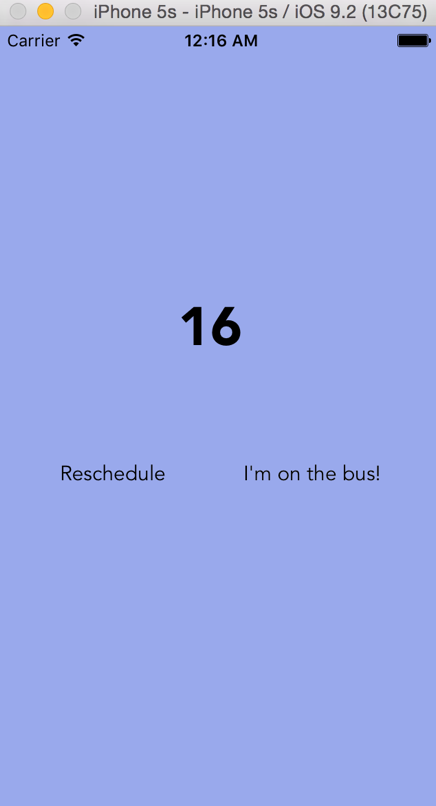 iPhone 5s - iPhone 5s / iOS 9.2 (13C75)
Carrier 12:16 AM
16
Reschedule I'm on the bus!